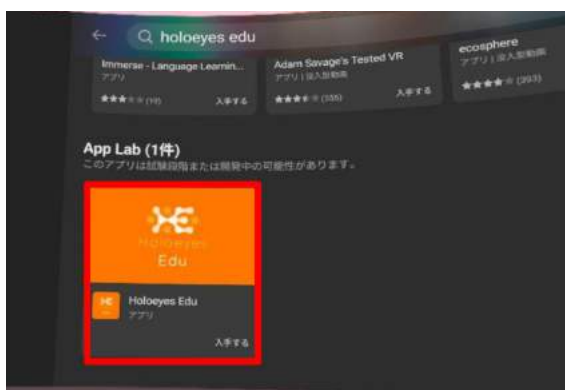 ← holoeyes edu
Immerse - Language Learnin...
アプリ
★★★☆☆ (19) 入手する
Adam Savage's Tested VR
アプリ | 没入型動画
入手する
ecosphere
アプリ | 没入型動画
★★★★☆ (393)
App Lab (1件)
このアプリは試験段階または開発中の可能性があります。
Holoeyes
Edu
Holoeyes Edu
アプリ
入手する